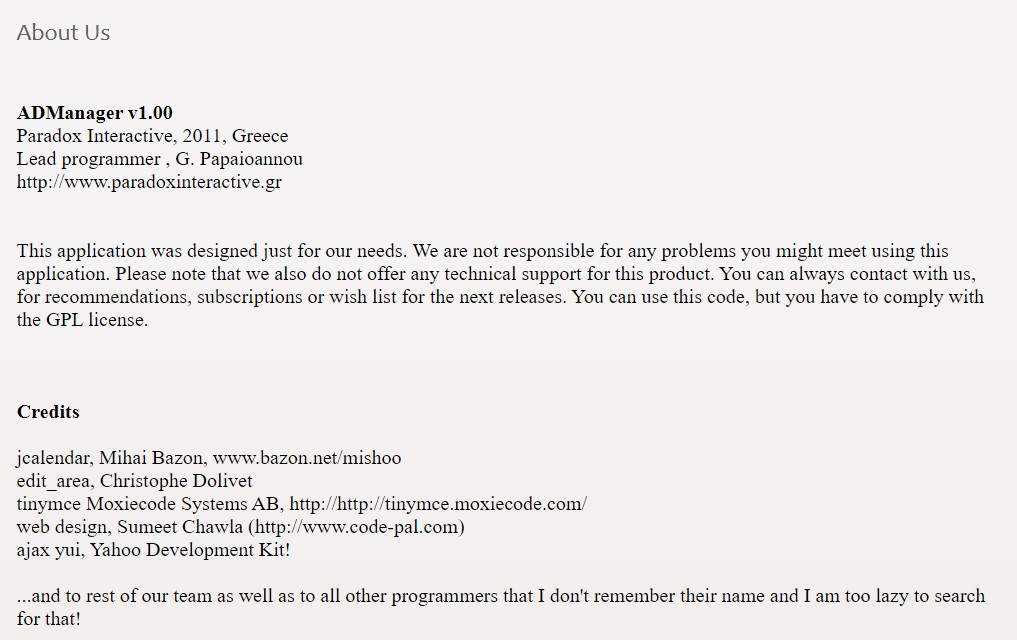 About Us
ADManager v1.00
Paradox Interactive, 2011, Greece
Lead programmer , G. Papaioannou
http://www.paradoxinteractive.gr
This application was designed just for our needs. We are not responsible for any problems you might meet using this
application. Please note that we also do not offer any technical support for this product. You can always contact with us,
for recommendations, subscriptions or wish list for the next releases. You can use this code, but you have to comply with
the GPL license.
Credits
jcalendar, Mihai Bazon, www.bazon.net/mishoo
edit_area, Christophe Dolivet
tinymce Moxiecode Systems AB, http://http://tinymce.moxiecode.com/
web design, Sumeet Chawla (http://www.code-pal.com)
ajax yui, Yahoo Development Kit!
...and to rest of our team as well as to all other programmers that I don't remember their name and I am too lazy to search
for that!